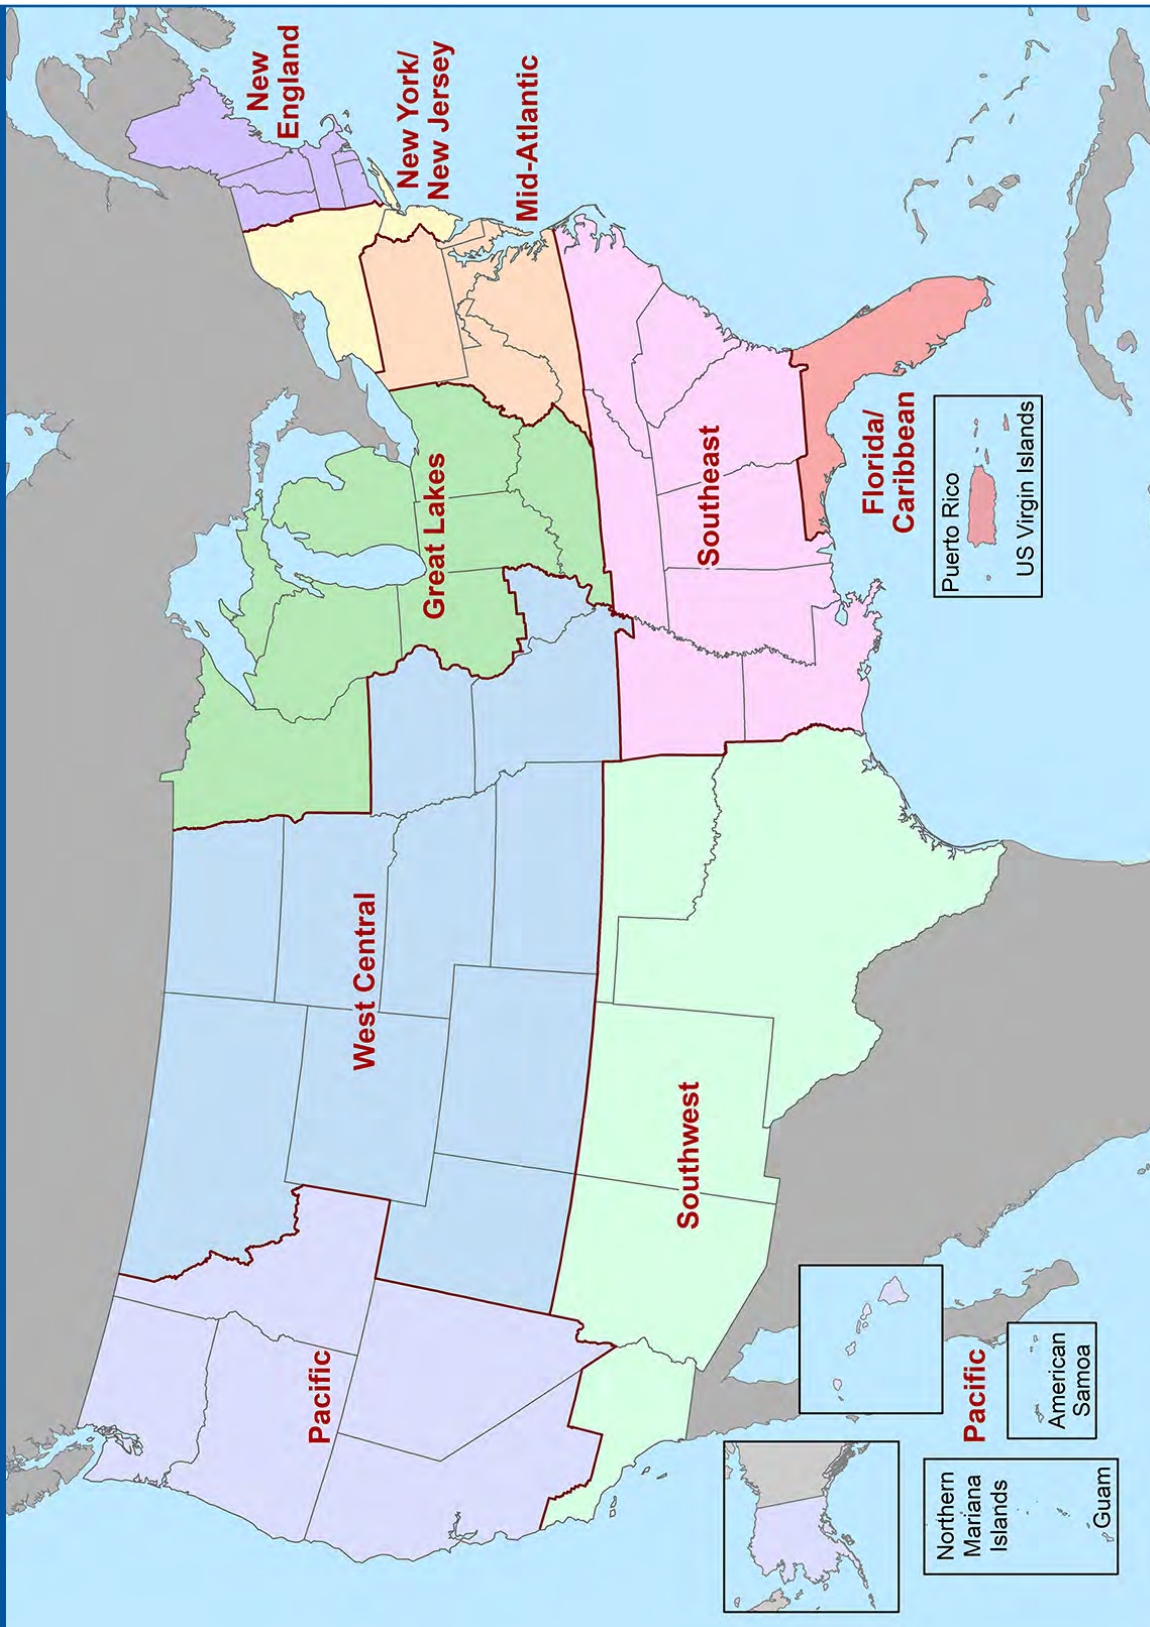 New
England
New York/
New Jersey
Mid-Atlantic
Great Lakes
West Central
Pacific
Southeast
Southwest
Florida/
Caribbean
Puerto Rico
US Virgin Islands
Pacific
American
Samoa
Northern
Mariana
Islands
Guam